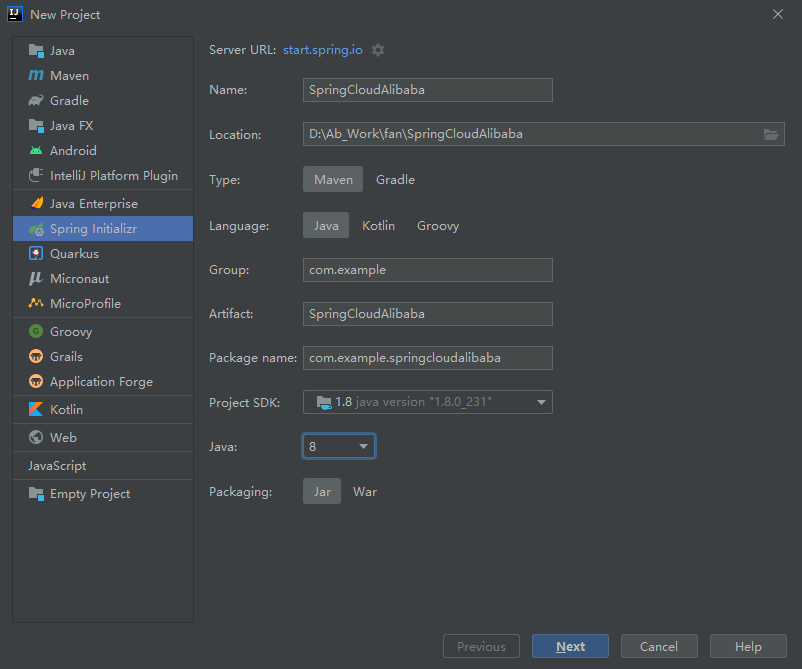 New Project
Java
Maven
Gradle
Java FX
Android
IntelliJ Platform Plugin
Java Enterprise
Spring Initializr
Quarkus
Micronaut
MicroProfile
Groovy
Grails
Application Forge
Kotlin
Web
JavaScript
Empty Project
Server URL: start.spring.io
Name: SpringCloudAlibaba
Location: D:\Ab_Work\fan\SpringCloudAlibaba
Type: Maven Gradle
Language: Java Kotlin Groovy
Group: com.example
Artifact: SpringCloudAlibaba
Package name: com.example.springcloudalibaba
Project SDK: 1.8 java version "1.8.0_231"
Java: 8
Packaging: Jar War
Previous Next Cancel Help